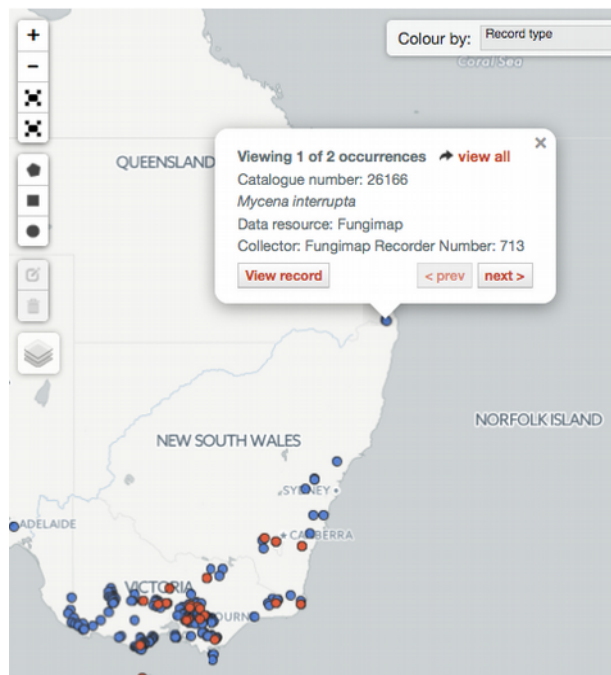 +
Colour by: Record type
−
Coral Sea
QUEENSLAND
Viewing 1 of 2 occurrences view all
×
Catalogue number: 26166
Mycena interrupta
Data resource: Fungimap
Collector: Fungimap Recorder Number: 713
View record < prev next >
NORFOLK ISLAND
NEW SOUTH WALES
SYDNEY
ADELAIDE
CANBERRA
VICTORIA